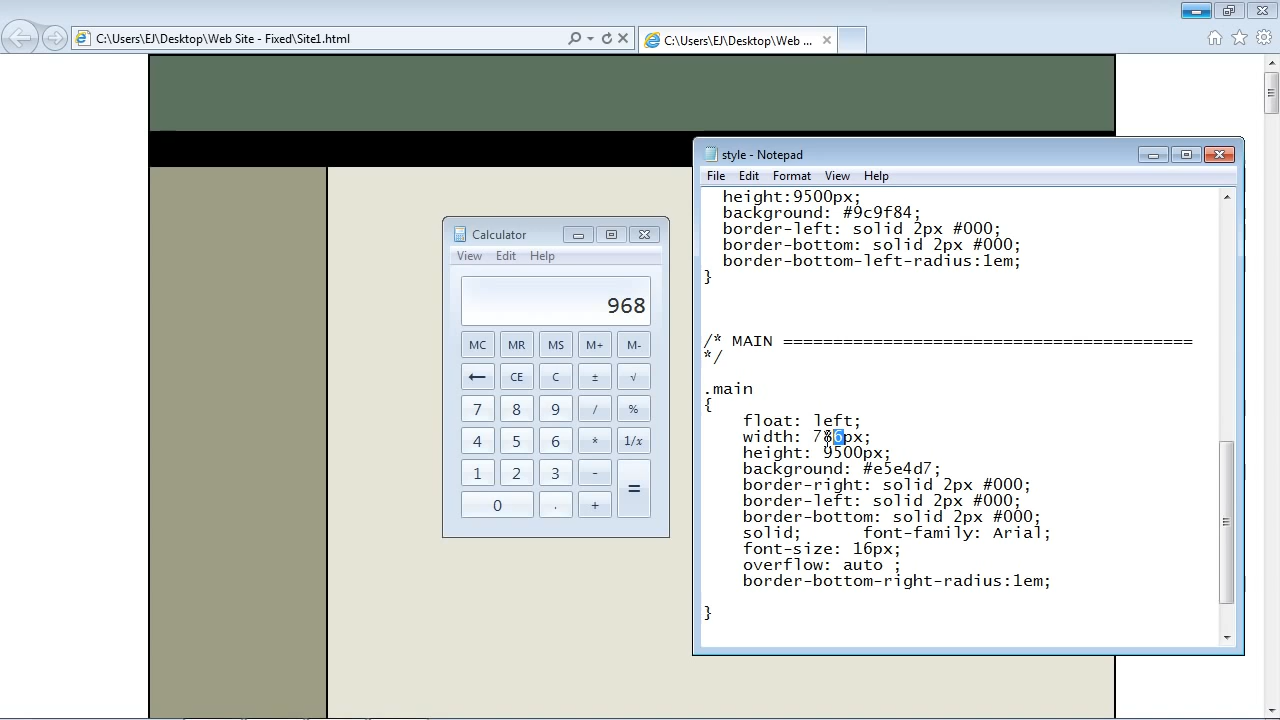 C:\Users\EJ\Desktop\Web Site - Fixed\Site1.html
C:\Users\EJ\Desktop\Web ...
style - Notepad
File Edit Format View Help
height:9500px;
background: #9c9f84;
border-left: solid 2px #000;
border-bottom: solid 2px #000;
border-bottom-left-radius:1em;
}
/* MAIN =========================================
*/
.main
{
float: left;
width: 786px;
height: 9500px;
background: #e5e4d7;
border-right: solid 2px #000;
border-left: solid 2px #000;
border-bottom: solid 2px #000;
solid; font-family: Arial;
font-size: 16px;
overflow: auto ;
border-bottom-right-radius:1em;
}
Calculator
View Edit Help
968
MC MR MS M+ M-
← CE C ± √
7 8 9 / %
4 5 6 * 1/x
1 2 3 - =
0 . +